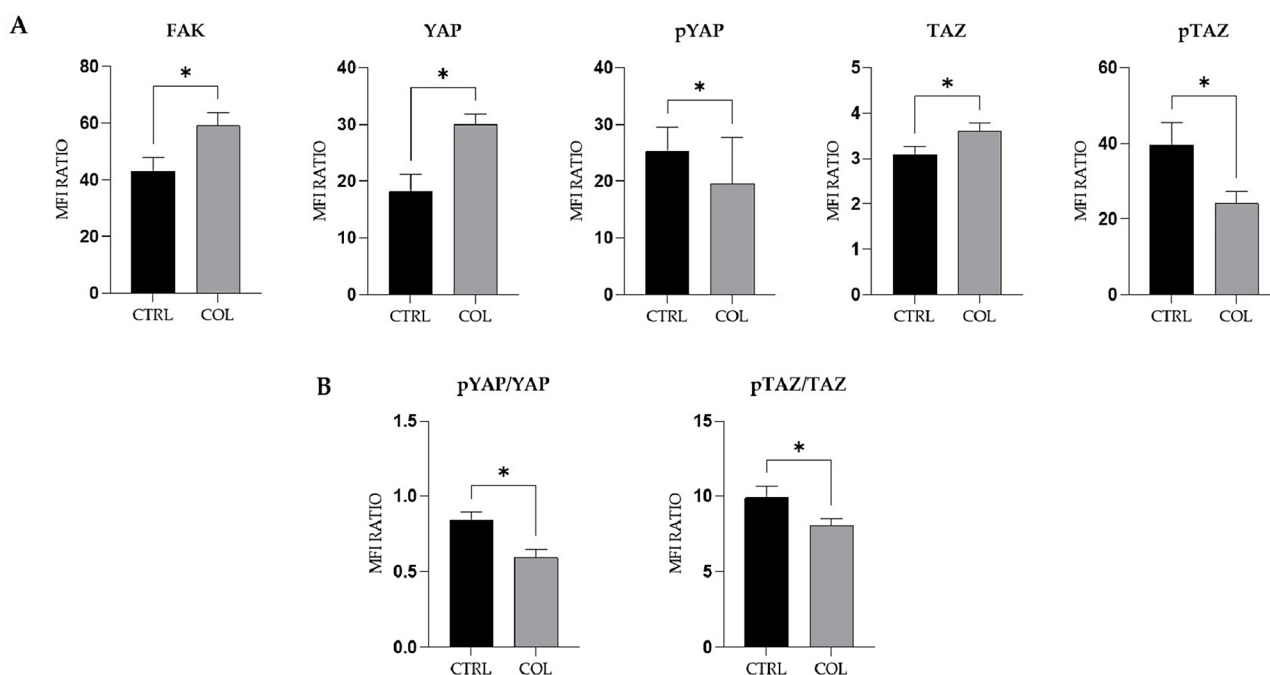 A
FAK
YAP
pYAP
TAZ
pTAZ
MFI RATIO
80
60
40
20
0
*
CTRL COL
MFI RATIO
40
30
20
10
0
*
CTRL COL
MFI RATIO
40
30
20
10
0
*
CTRL COL
MFI RATIO
5
4
3
2
1
0
*
CTRL COL
MFI RATIO
60
40
20
0
*
CTRL COL
B
pYAP/YAP
pTAZ/TAZ
MFI RATIO
1.5
1.0
0.5
0.0
*
CTRL COL
MFI RATIO
15
10
5
0
*
CTRL COL